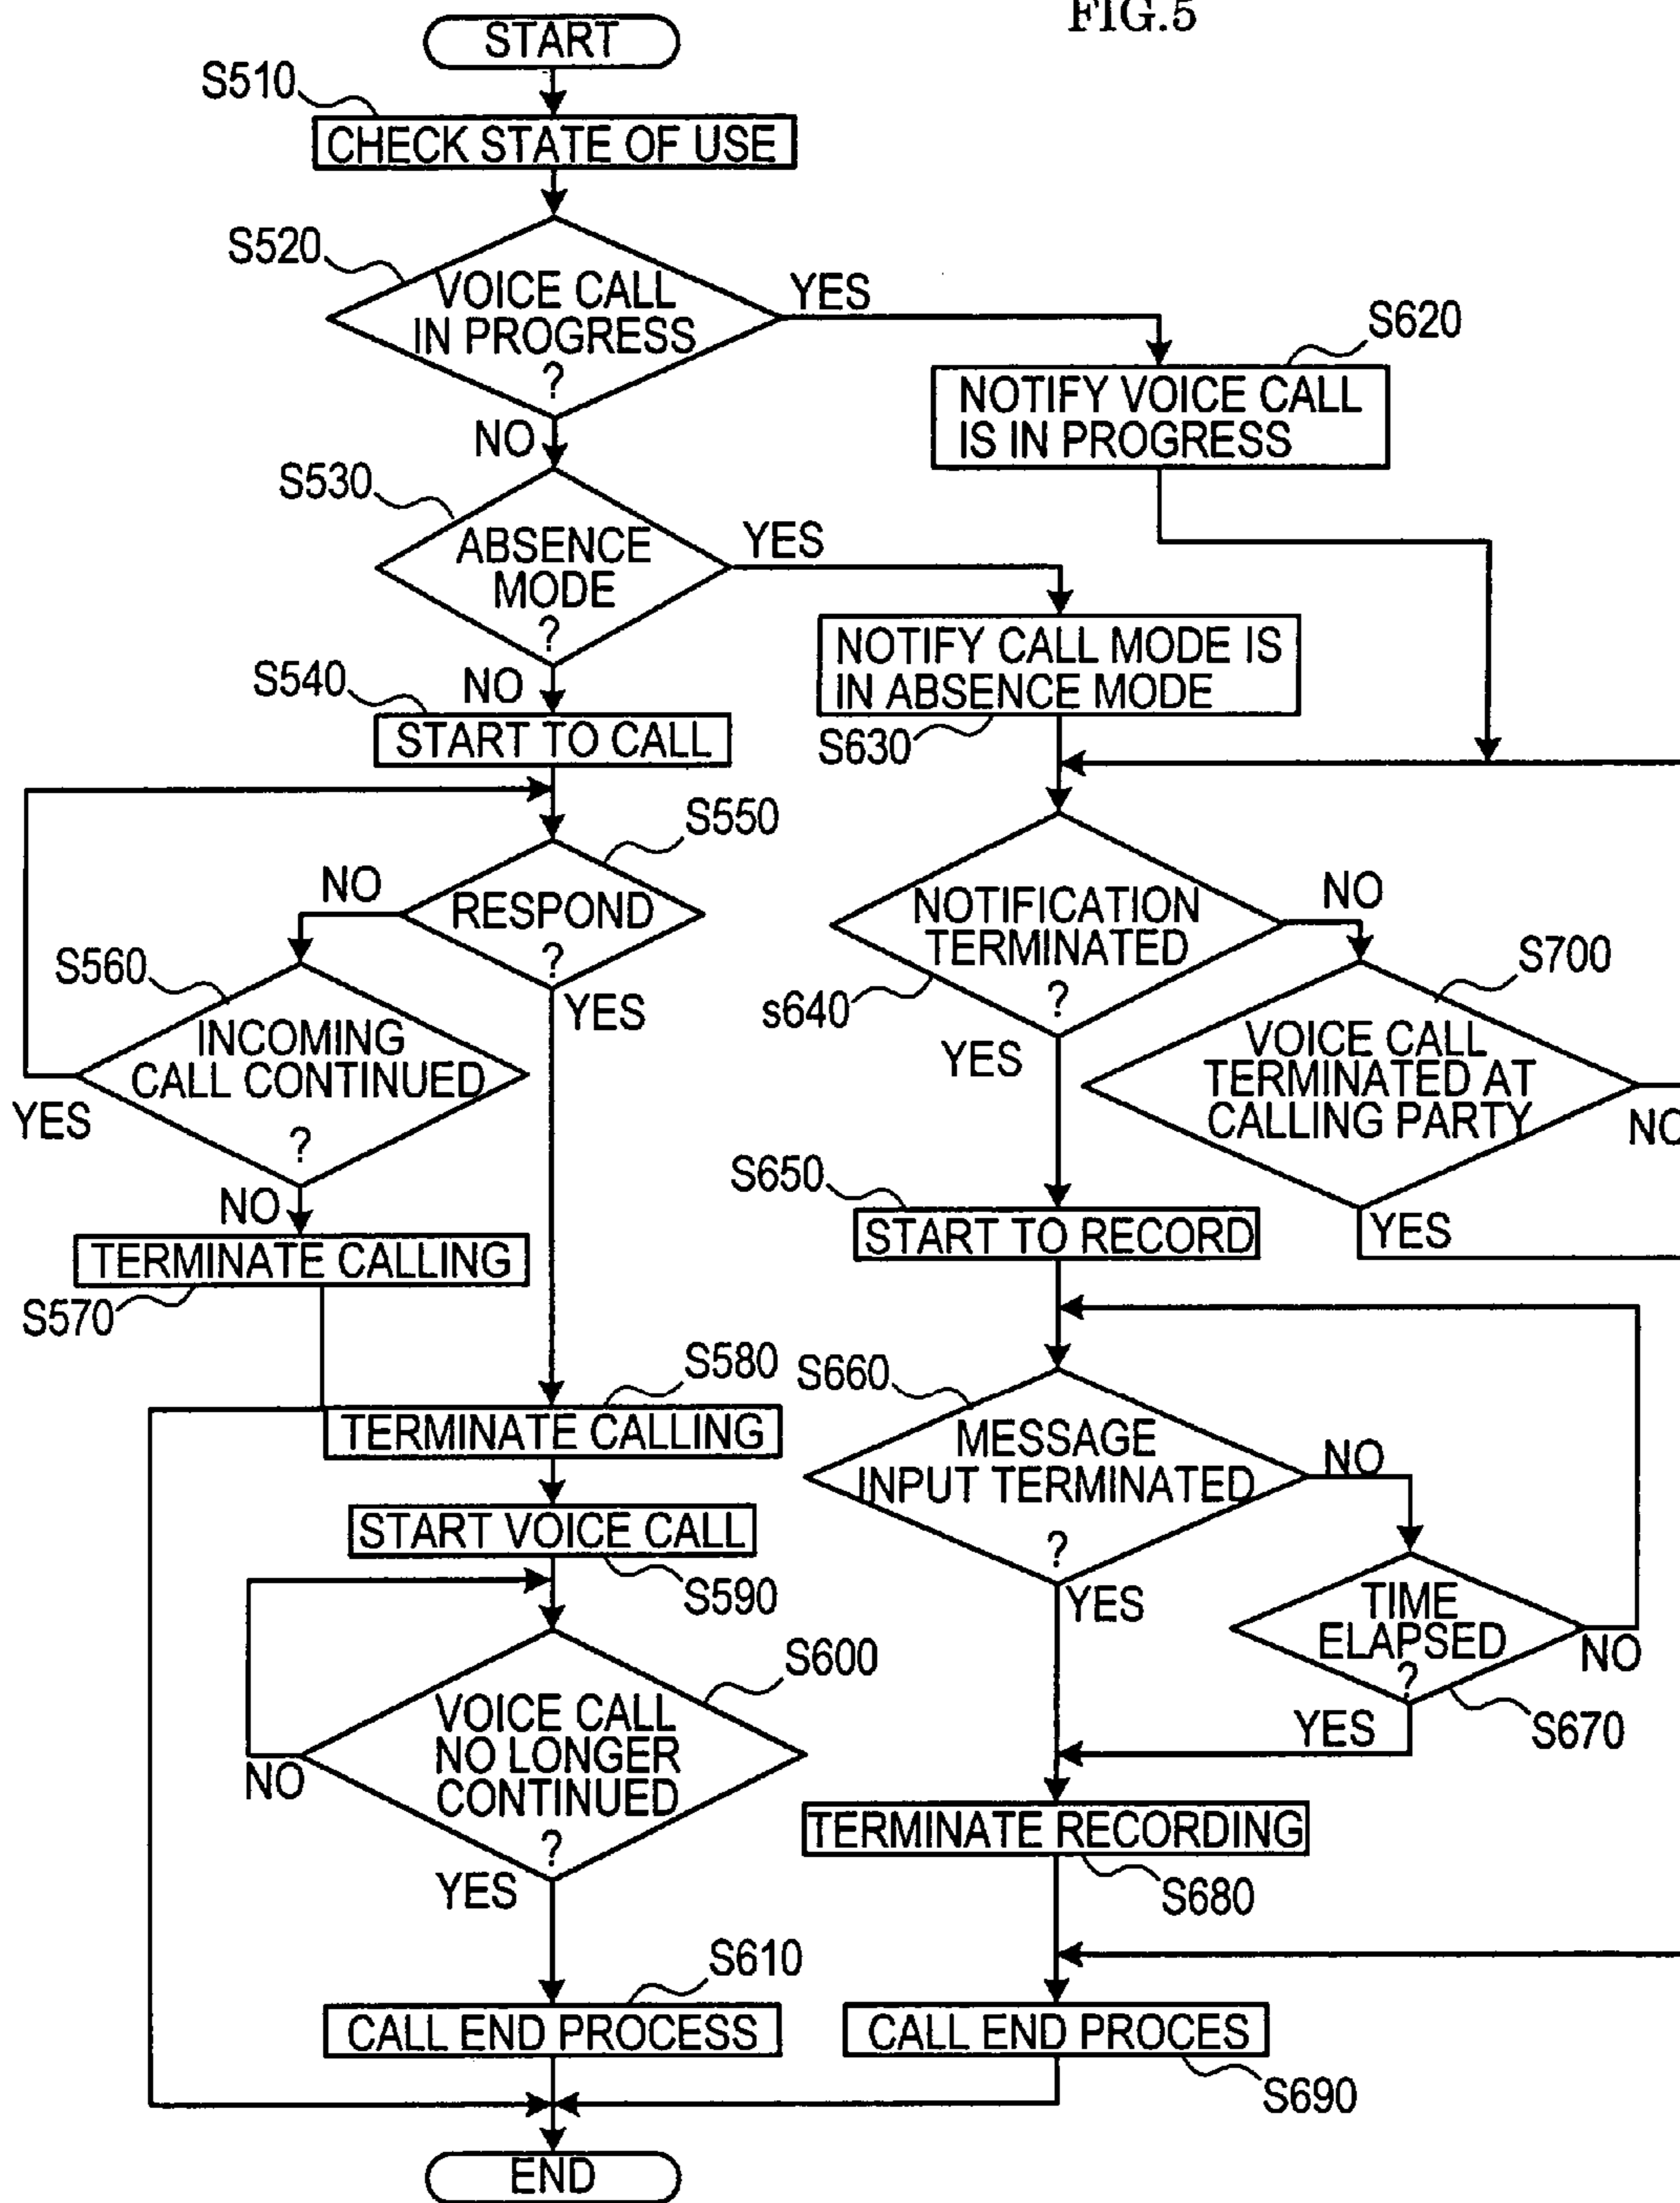 FIG.5
START
S510
CHECK STATE OF USE
S520
VOICE CALL
IN PROGRESS
?
YES
NO
S620
NOTIFY VOICE CALL
IS IN PROGRESS
S530
ABSENCE
MODE
?
YES
NO
NOTIFY CALL MODE IS
IN ABSENCE MODE
S630
S540
START TO CALL
S550
RESPOND
?
NO
YES
S560
INCOMING
CALL CONTINUED
?
YES
NO
TERMINATE CALLING
S570
S580
TERMINATE CALLING
START VOICE CALL
S590
S600
VOICE CALL
NO LONGER
CONTINUED
?
NO
YES
S610
CALL END PROCESS
NOTIFICATION
TERMINATED
?
s640
NO
YES
S700
VOICE CALL
TERMINATED AT
CALLING PARTY
NO
YES
S650
START TO RECORD
S660
MESSAGE
INPUT TERMINATED
?
NO
YES
TIME
ELAPSED
?
NO
YES
S670
TERMINATE RECORDING
S680
CALL END PROCES
S690
END